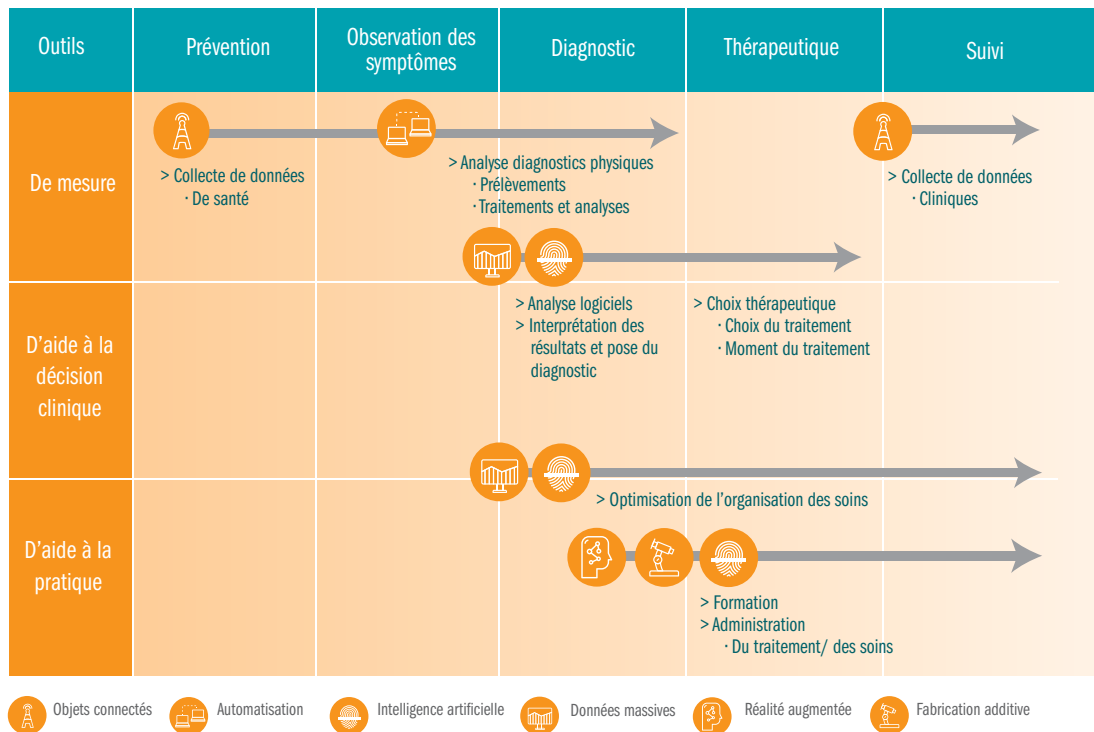 Outils
Prévention
Observation des
symptômes
Diagnostic
Thérapeutique
Suivi
De mesure
> Collecte de données
· De santé
> Analyse diagnostics physiques
· Prélèvements
· Traitements et analyses
> Collecte de données
· Cliniques
D'aide à la
décision
clinique
> Analyse logiciels
> Interprétation des
résultats et pose du
diagnostic
> Choix thérapeutique
· Choix du traitement
· Moment du traitement
D'aide à la
pratique
> Optimisation de l'organisation des soins
> Formation
> Administration
· Du traitement/ des soins
Objets connectés
Automatisation
Intelligence artificielle
Données massives
Réalité augmentée
Fabrication additive